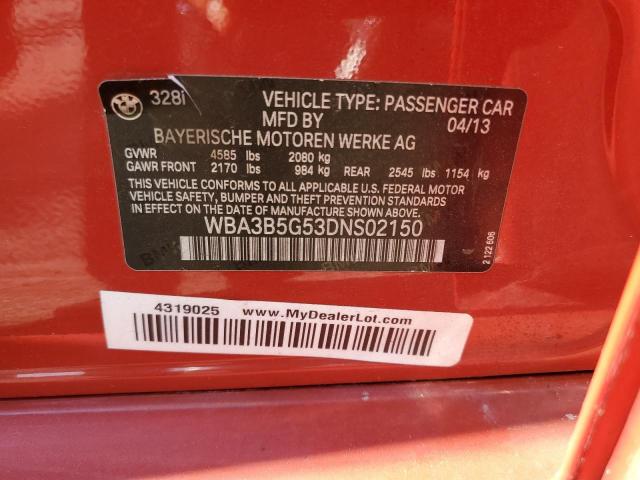 328i VEHICLE TYPE: PASSENGER CAR
MFD BY 04/13
BAYERISCHE MOTOREN WERKE AG
GVWR 4585 lbs 2080 kg
GAWR FRONT 2170 lbs 984 kg REAR 2545 lbs 1154 kg
THIS VEHICLE CONFORMS TO ALL APPLICABLE U.S. FEDERAL MOTOR
VEHICLE SAFETY, BUMPER AND THEFT PREVENTION STANDARDS
IN EFFECT ON THE DATE OF MANUFACTURE SHOWN ABOVE.
WBA3B5G53DNS02150
2 122 606
4319025 www.MyDealerLot.com